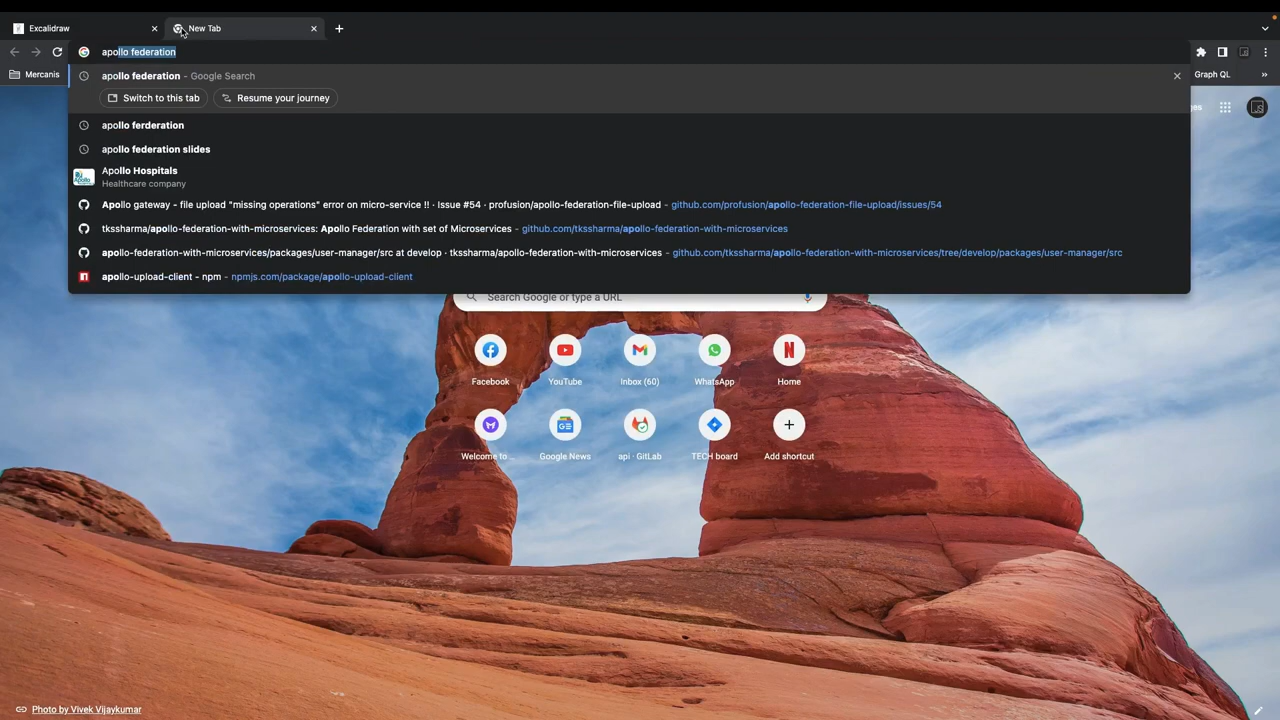 Excalidraw
New Tab
apollo federation
apollo federation - Google Search
Switch to this tab
Resume your journey
Mercanis
Graph QL
»
apollo ferderation
apollo federation slides
Apollo Hospitals
Healthcare company
Apollo gateway - file upload "missing operations" error on micro-service !! · Issue #54 · profusion/apollo-federation-file-upload - github.com/profusion/apollo-federation-file-upload/issues/54
tkssharma/apollo-federation-with-microservices: Apollo Federation with set of Microservices - github.com/tkssharma/apollo-federation-with-microservices
apollo-federation-with-microservices/packages/user-manager/src at develop · tkssharma/apollo-federation-with-microservices - github.com/tkssharma/apollo-federation-with-microservices/tree/develop/packages/user-manager/src
apollo-upload-client - npm - npmjs.com/package/apollo-upload-client
Search Google or type a URL
Facebook
YouTube
Inbox (60)
WhatsApp
Home
Welcome to ...
Google News
api · GitLab
TECH board
Add shortcut
Photo by Vivek Vijaykumar